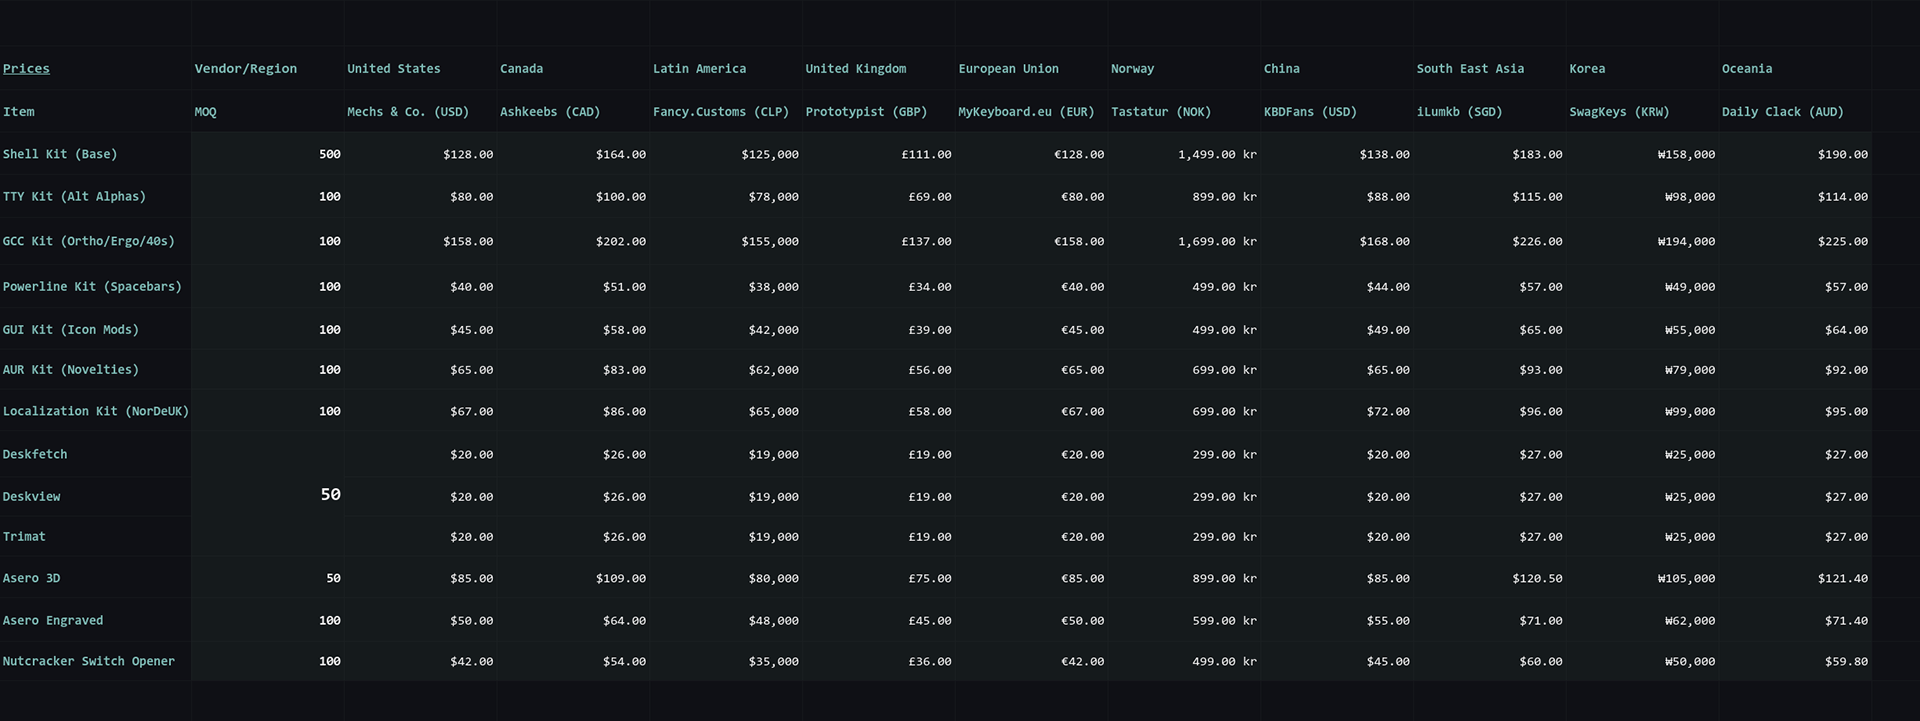 Prices Vendor/Region United States Canada Latin America United Kingdom European Union Norway China South East Asia Korea Oceania
Item MOQ Mechs & Co. (USD) Ashkeebs (CAD) Fancy.Customs (CLP) Prototypist (GBP) MyKeyboard.eu (EUR) Tastatur (NOK) KBDFans (USD) iLumkb (SGD) SwagKeys (KRW) Daily Clack (AUD)
Shell Kit (Base) 500 $128.00 $164.00 $125,000 £111.00 €128.00 1,499.00 kr $138.00 $183.00 ₩158,000 $190.00
TTY Kit (Alt Alphas) 100 $80.00 $100.00 $78,000 £69.00 €80.00 899.00 kr $88.00 $115.00 ₩98,000 $114.00
GCC Kit (Ortho/Ergo/40s) 100 $158.00 $202.00 $155,000 £137.00 €158.00 1,699.00 kr $168.00 $226.00 ₩194,000 $225.00
Powerline Kit (Spacebars) 100 $40.00 $51.00 $38,000 £34.00 €40.00 499.00 kr $44.00 $57.00 ₩49,000 $57.00
GUI Kit (Icon Mods) 100 $45.00 $58.00 $42,000 £39.00 €45.00 499.00 kr $49.00 $65.00 ₩55,000 $64.00
AUR Kit (Novelties) 100 $65.00 $83.00 $62,000 £56.00 €65.00 699.00 kr $65.00 $93.00 ₩79,000 $92.00
Localization Kit (NorDeUK) 100 $67.00 $86.00 $65,000 £58.00 €67.00 699.00 kr $72.00 $96.00 ₩99,000 $95.00
Deskfetch $20.00 $26.00 $19,000 £19.00 €20.00 299.00 kr $20.00 $27.00 ₩25,000 $27.00
Deskview 50 $20.00 $26.00 $19,000 £19.00 €20.00 299.00 kr $20.00 $27.00 ₩25,000 $27.00
Trimat $20.00 $26.00 $19,000 £19.00 €20.00 299.00 kr $20.00 $27.00 ₩25,000 $27.00
Asero 3D 50 $85.00 $109.00 $80,000 £75.00 €85.00 899.00 kr $85.00 $120.50 ₩105,000 $121.40
Asero Engraved 100 $50.00 $64.00 $48,000 £45.00 €50.00 599.00 kr $55.00 $71.00 ₩62,000 $71.40
Nutcracker Switch Opener 100 $42.00 $54.00 $35,000 £36.00 €42.00 499.00 kr $45.00 $60.00 ₩50,000 $59.80